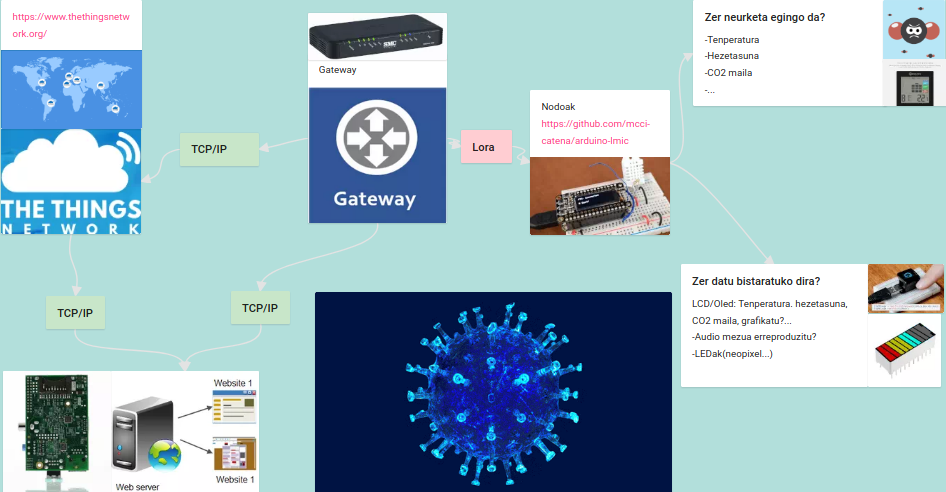 https://www.thethingsnetw
ork.org/
THE THINGS
NETWORK
TCP/IP
SMC
Gateway
Gateway
Lora
Nodoak
https://github.com/mcci-
catena/arduino-lmic
Zer neurketa egingo da?
-Tenperatura
-Hezetasuna
-CO2 maila
-...
Zer datu bistaratuko dira?
LCD/Oled: Tenperatura. hezetasuna,
CO2 maila, grafikatu?...
-Audio mezua erreproduzitu?
-LEDak(neopixel...)
TCP/IP
TCP/IP
Website 1
Website 1
Web server